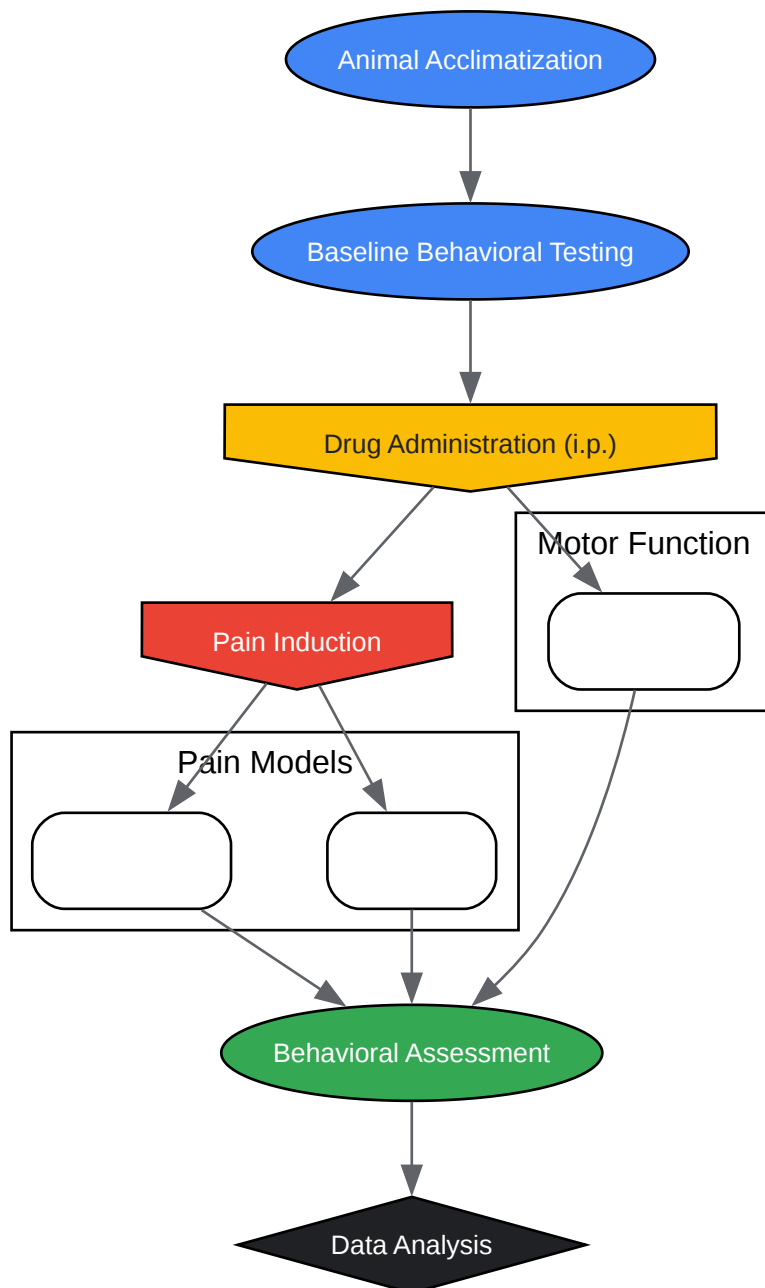 Animal Acclimatization
Baseline Behavioral Testing
Drug Administration (i.p.)
Motor Function
Pain Induction
Pain Models
Behavioral Assessment
Data Analysis